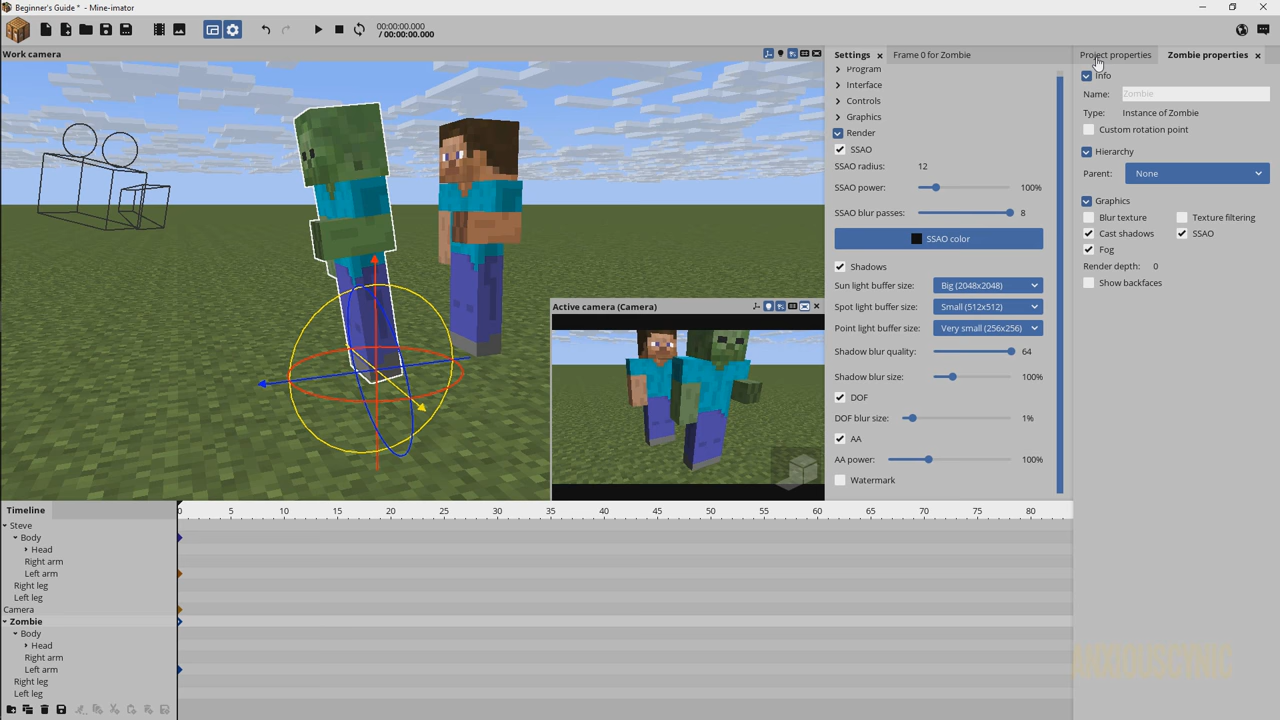 Beginner's Guide * - Mine-imator
00:00:00.000
/ 00:00:00.000
Work camera
Active camera (Camera)
Settings
Frame 0 for Zombie
Program
Interface
Controls
Graphics
Render
SSAO
SSAO radius: 12
SSAO power: 100%
SSAO blur passes: 8
SSAO color
Shadows
Sun light buffer size: Big (2048x2048)
Spot light buffer size: Small (512x512)
Point light buffer size: Very small (256x256)
Shadow blur quality: 64
Shadow blur size: 100%
DOF
DOF blur size: 1%
AA
AA power: 100%
Watermark
Project properties
Zombie properties
Info
Name: Zombie
Type: Instance of Zombie
Custom rotation point
Hierarchy
Parent: None
Graphics
Blur texture Texture filtering
Cast shadows SSAO
Fog
Render depth: 0
Show backfaces
Timeline
0 5 10 15 20 25 30 35 40 45 50 55 60 65 70 75 80
Steve
Body
Head
Right arm
Left arm
Right leg
Left leg
Camera
Zombie
Body
Head
Right arm
Left arm
Right leg
Left leg